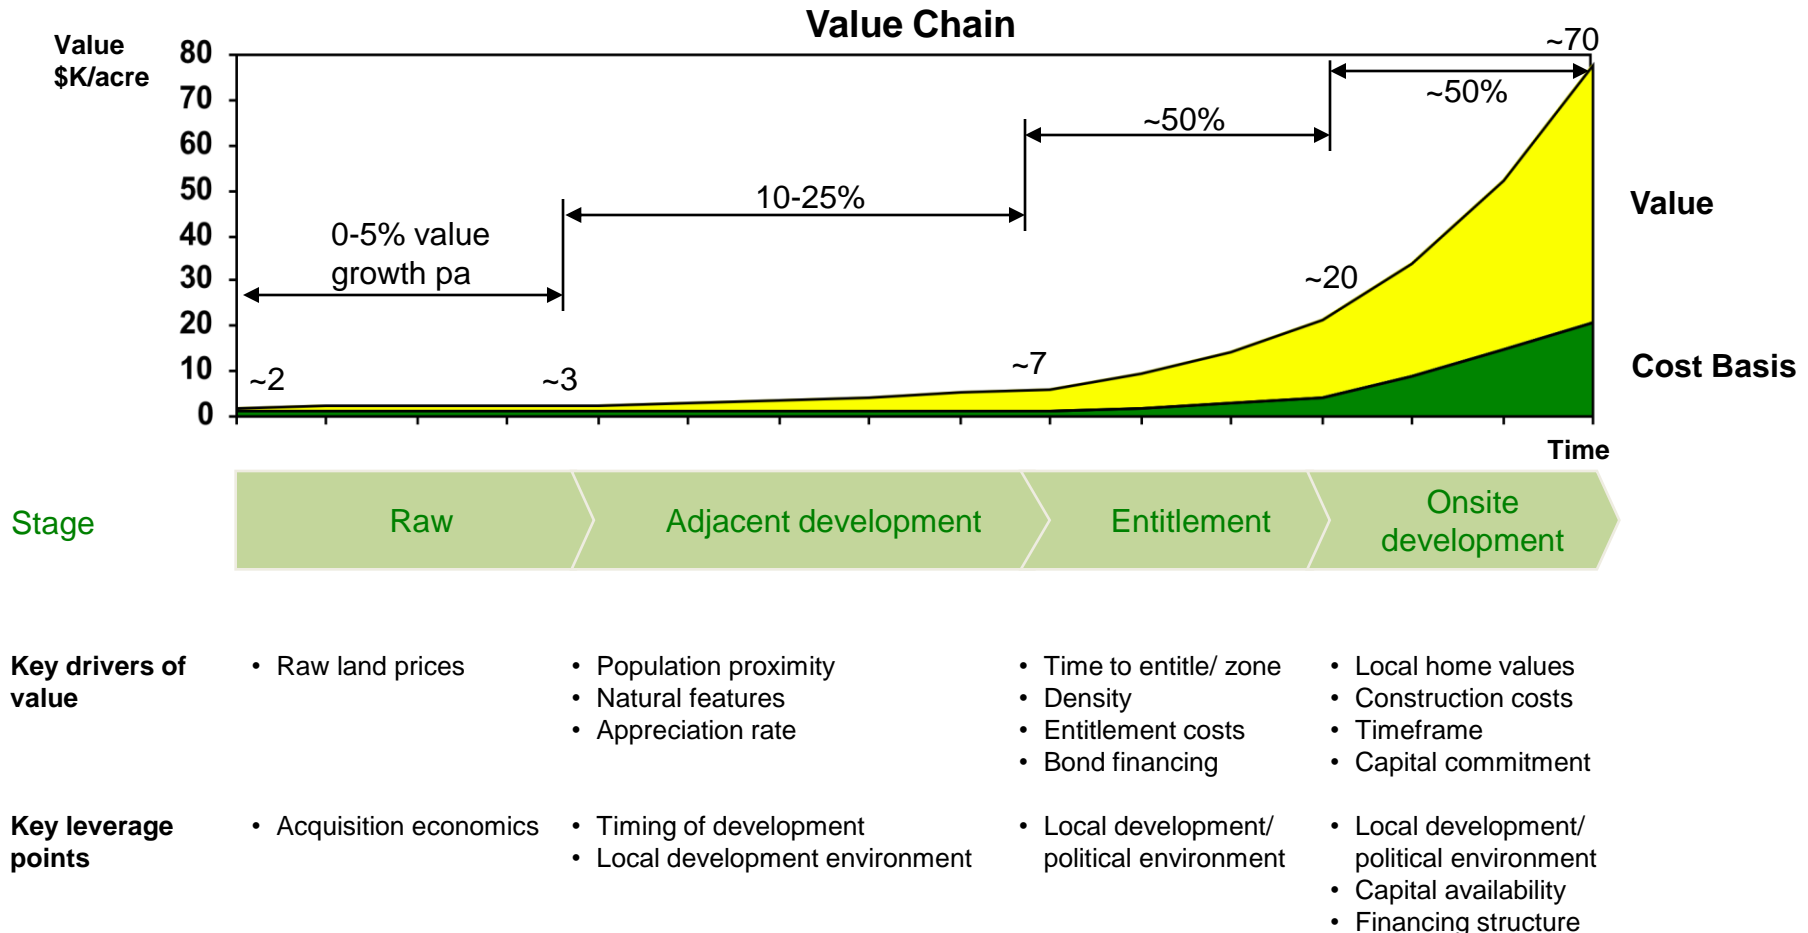 Value Chain
Value
$K/acre
80
70
60
50
40
30
20
10
0
~70
~50%
~50%
10-25%
0-5% value
growth pa
~20
~7
~3
~2
Value
Cost Basis
Time
Stage
Raw
Adjacent development
Entitlement
Onsite
development
Key drivers of
value
• Raw land prices
• Population proximity
• Natural features
• Appreciation rate
• Time to entitle/ zone
• Density
• Entitlement costs
• Bond financing
• Local home values
• Construction costs
• Timeframe
• Capital commitment
Key leverage
points
• Acquisition economics
• Timing of development
• Local development environment
• Local development/
political environment
• Local development/
political environment
• Capital availability
• Financing structure